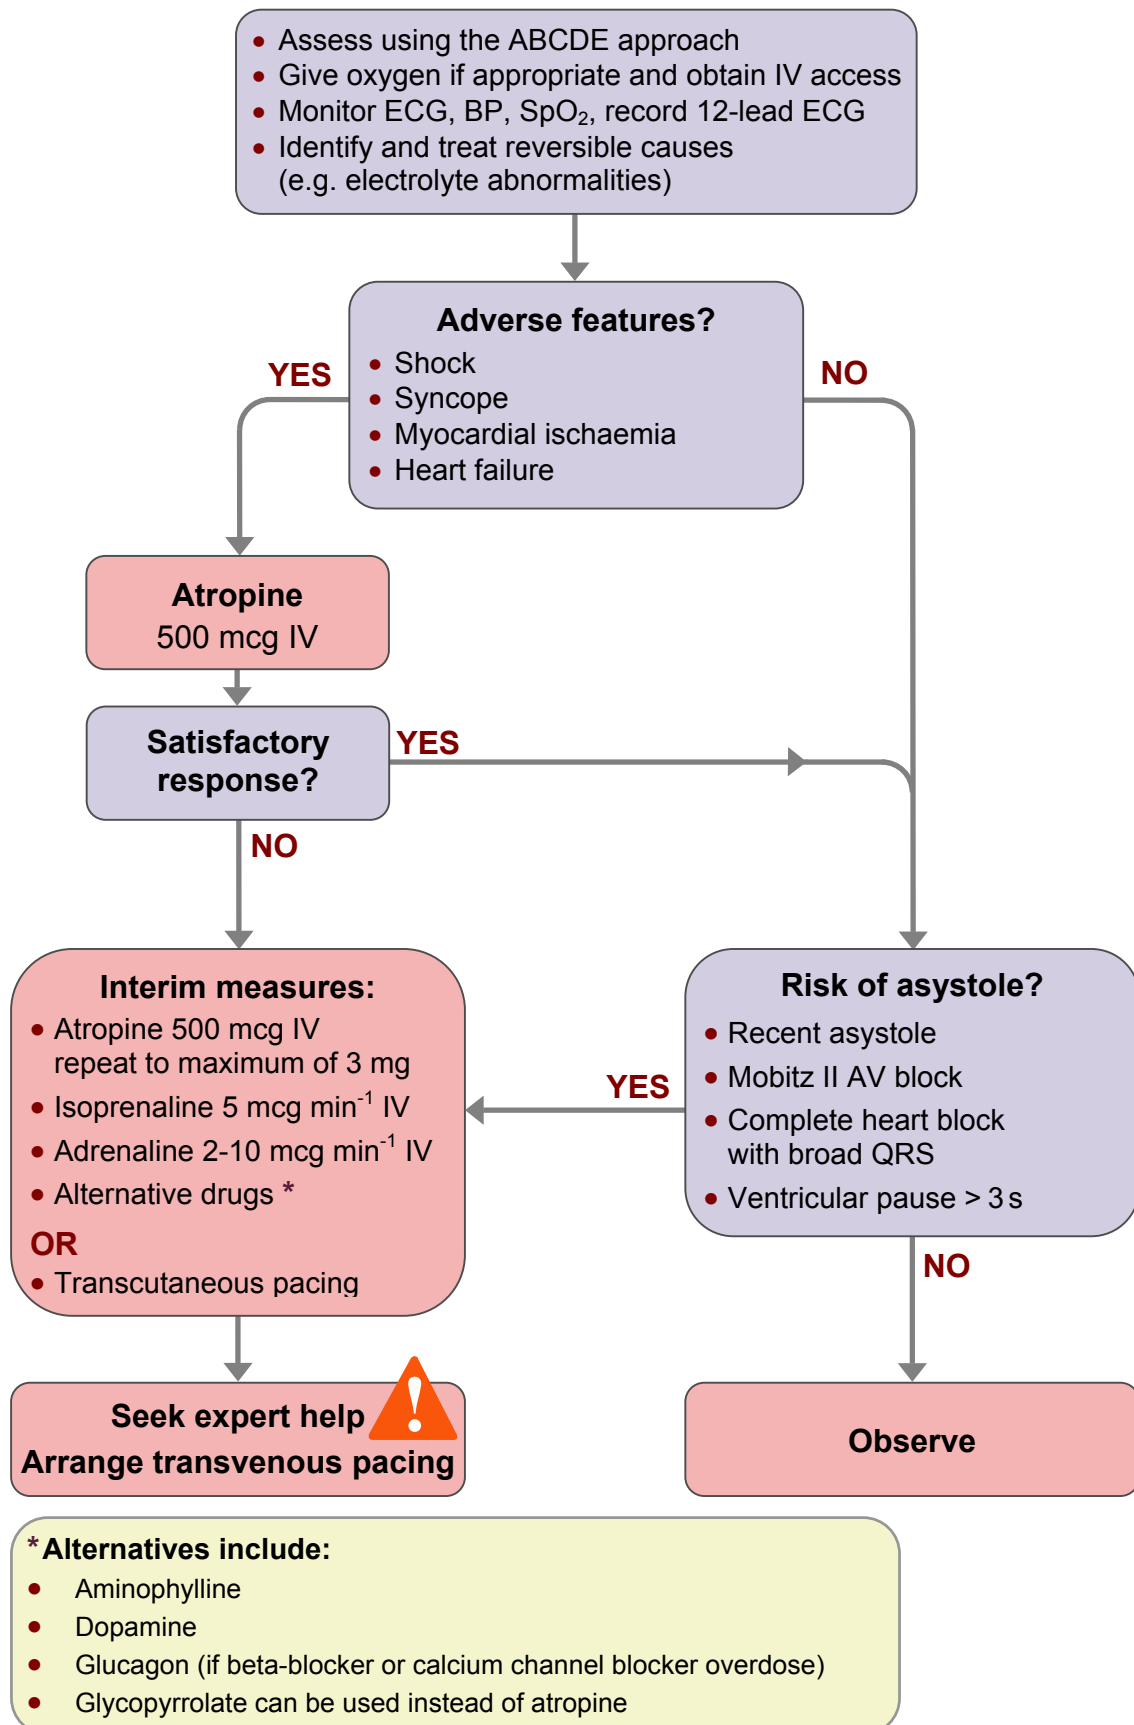 • Assess using the ABCDE approach
• Give oxygen if appropriate and obtain IV access
• Monitor ECG, BP, SpO₂, record 12-lead ECG
• Identify and treat reversible causes
(e.g. electrolyte abnormalities)
Adverse features?
• Shock
• Syncope
• Myocardial ischaemia
• Heart failure
YES
NO
Atropine
500 mcg IV
Satisfactory
response?
YES
NO
Interim measures:
• Atropine 500 mcg IV
repeat to maximum of 3 mg
• Isoprenaline 5 mcg min⁻¹ IV
• Adrenaline 2-10 mcg min⁻¹ IV
• Alternative drugs *
OR
• Transcutaneous pacing
YES
Risk of asystole?
• Recent asystole
• Mobitz II AV block
• Complete heart block
with broad QRS
• Ventricular pause > 3 s
NO
Seek expert help
Arrange transvenous pacing
!
Observe
* Alternatives include:
• Aminophylline
• Dopamine
• Glucagon (if beta-blocker or calcium channel blocker overdose)
• Glycopyrrolate can be used instead of atropine